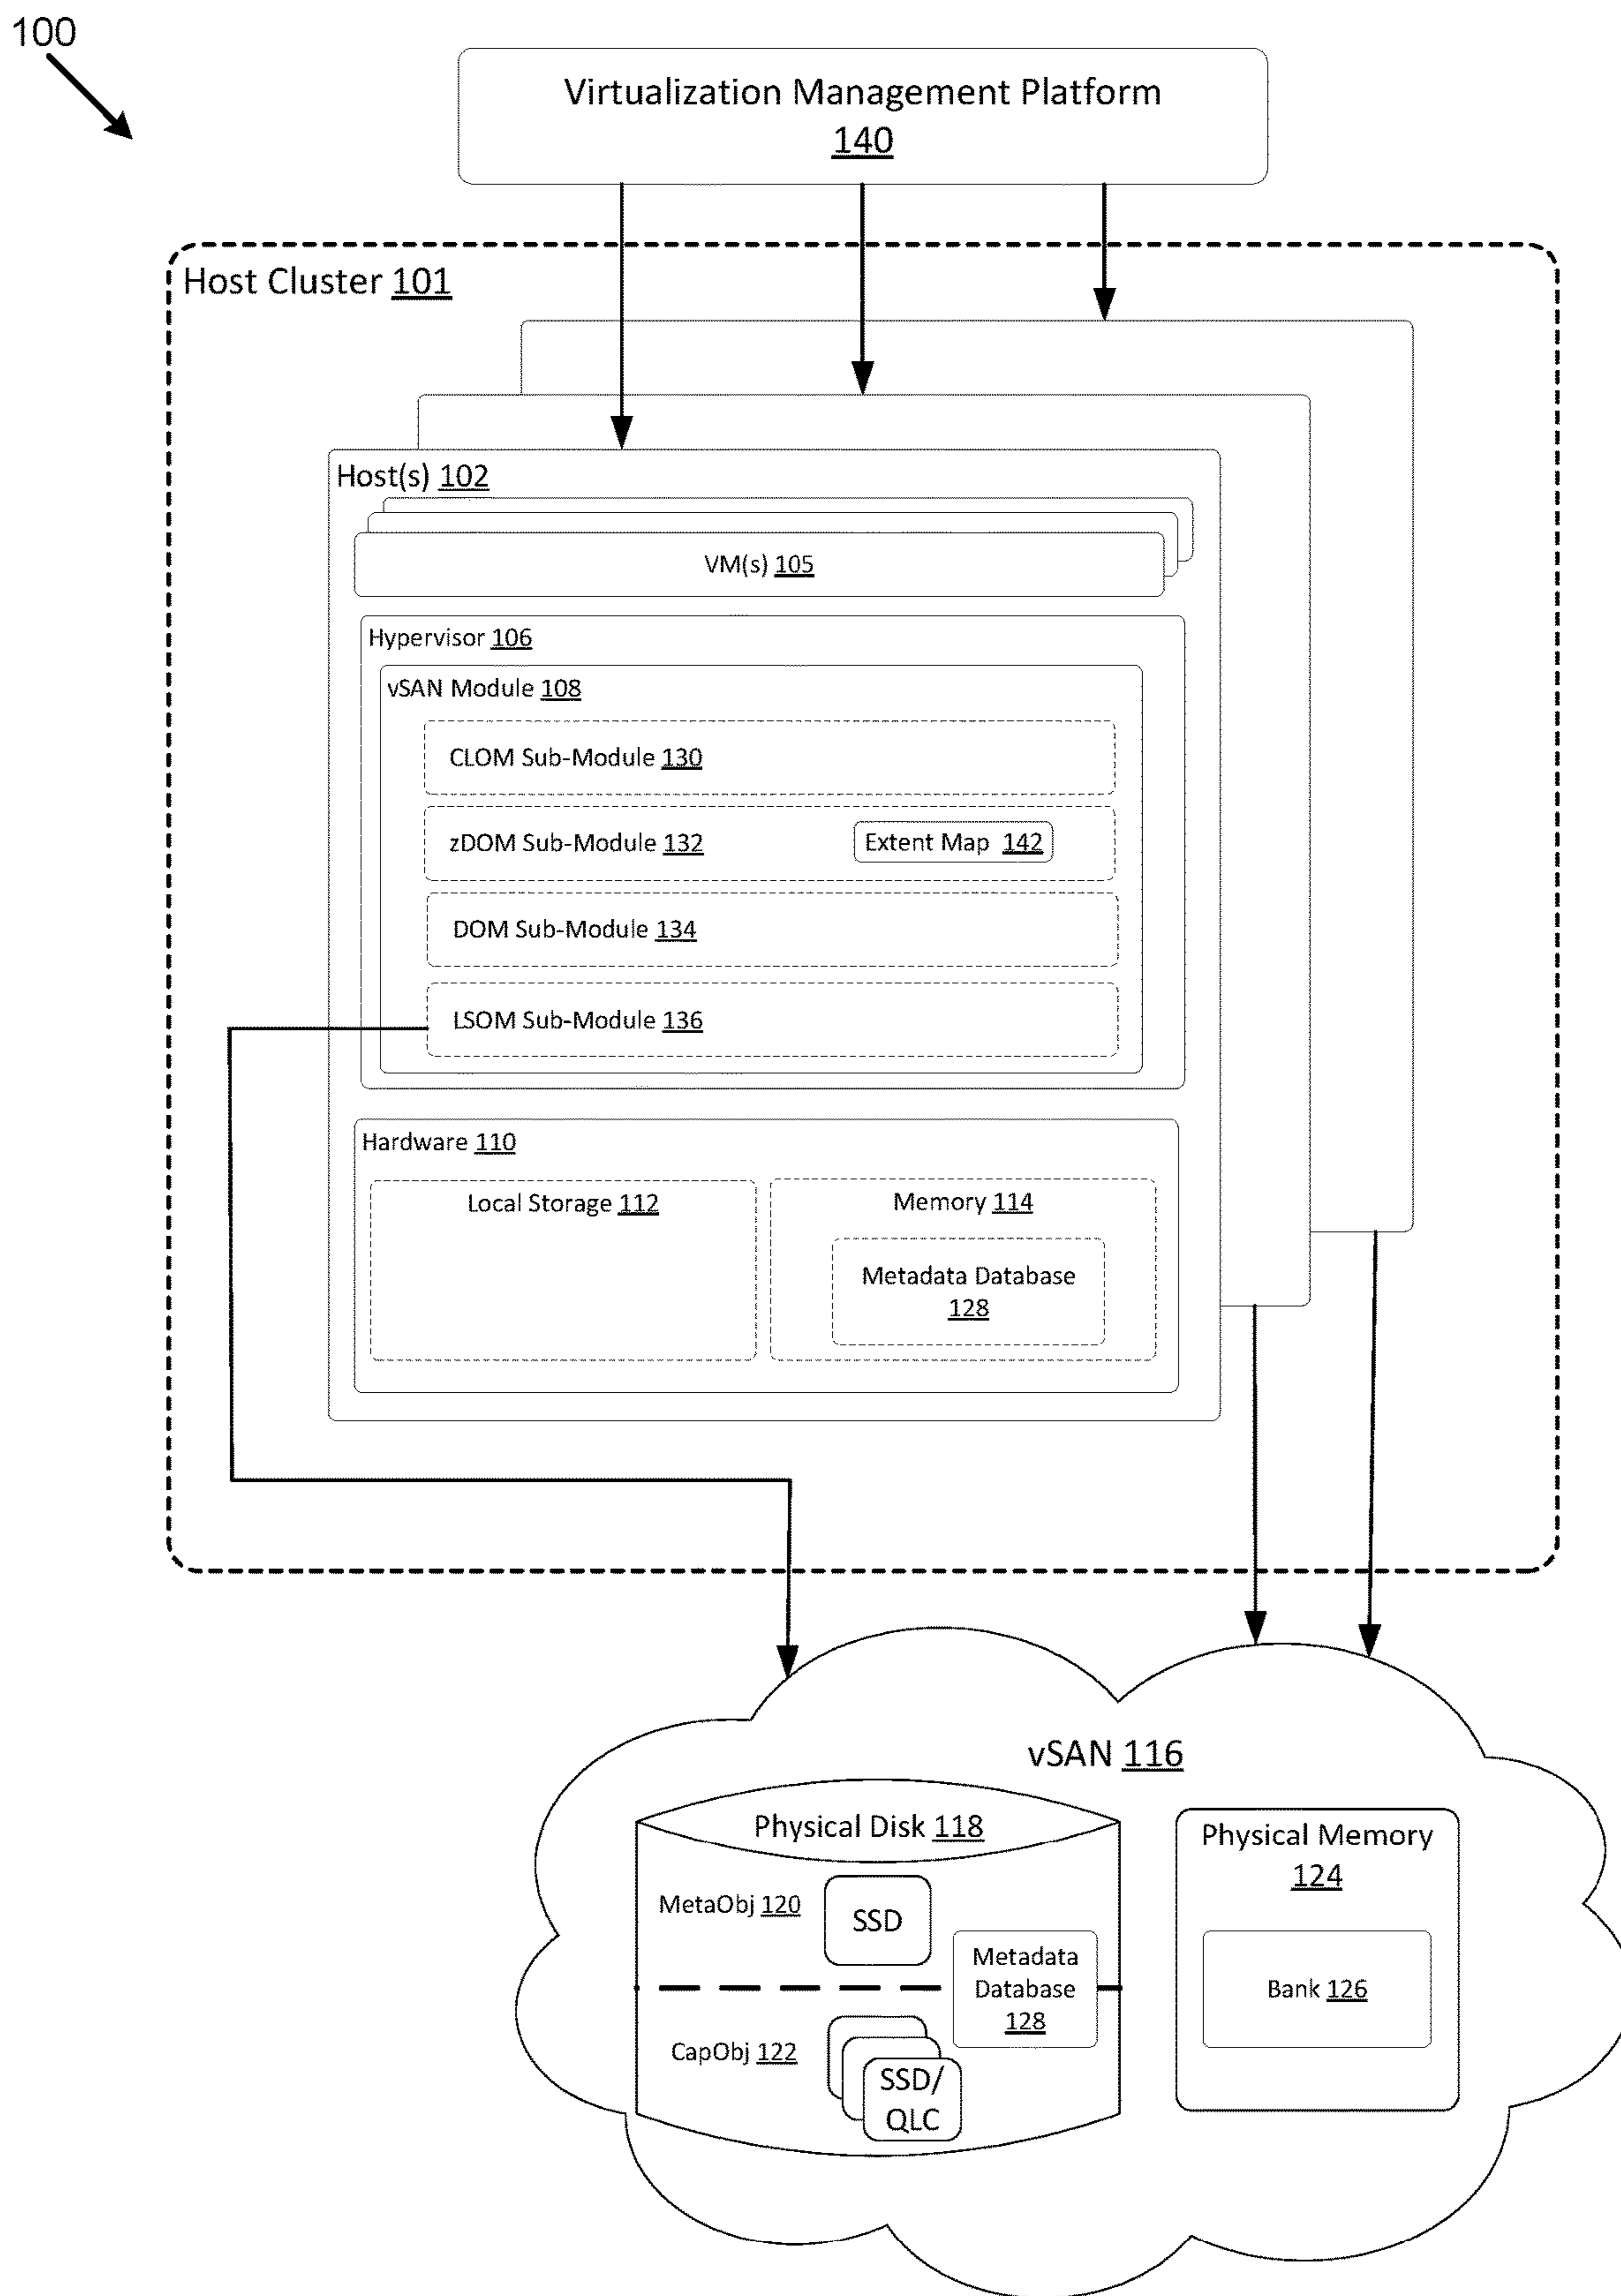 100
Virtualization Management Platform
140
Host Cluster 101
Host(s) 102
VM(s) 105
Hypervisor 106
vSAN Module 108
CLOM Sub-Module 130
zDOM Sub-Module 132
Extent Map 142
DOM Sub-Module 134
LSOM Sub-Module 136
Hardware 110
Local Storage 112
Memory 114
Metadata Database
128
vSAN 116
Physical Disk 118
MetaObj 120
SSD
Metadata
Database
128
CapObj 122
SSD/
QLC
Physical Memory
124
Bank 126